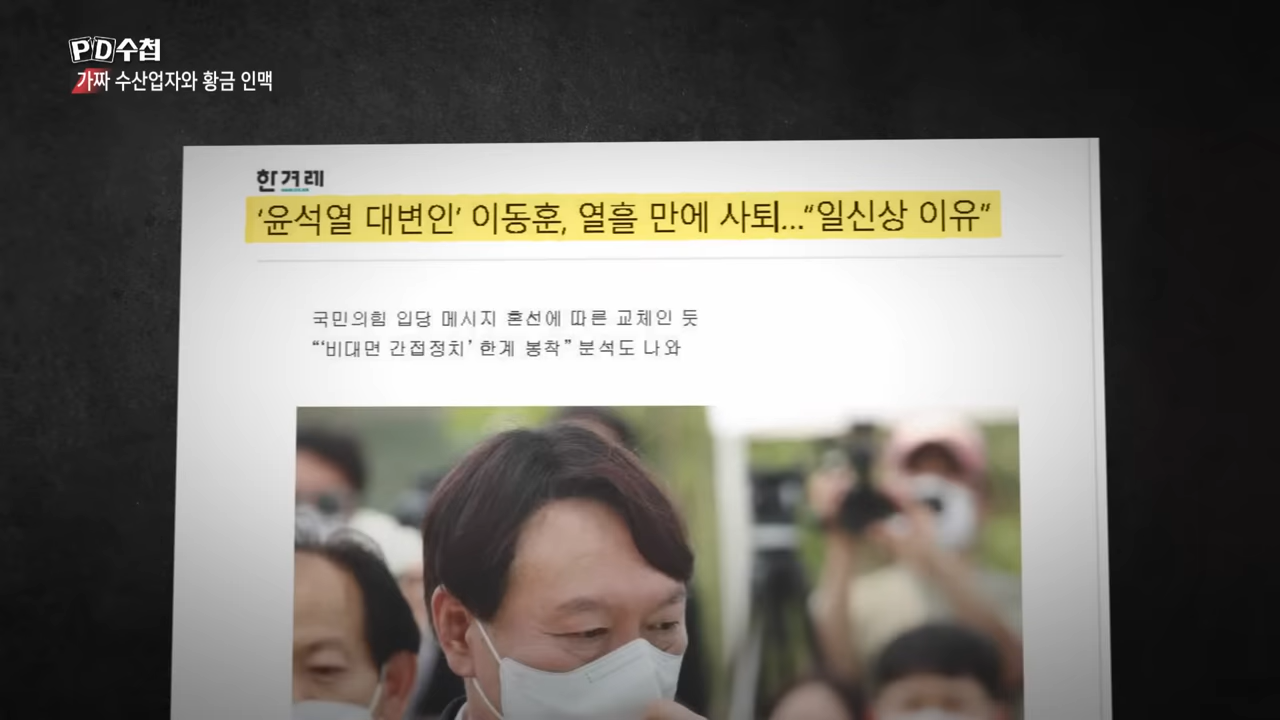 PD수첩
가짜 수산업자와 황금 인맥
한겨레
‘윤석열 대변인’ 이동훈, 열흘 만에 사퇴...“일신상 이유”
국민의힘 입당 메시지 혼선에 따른 교체인 듯
“‘비대면 간접정치’ 한계 봉착” 분석도 나와